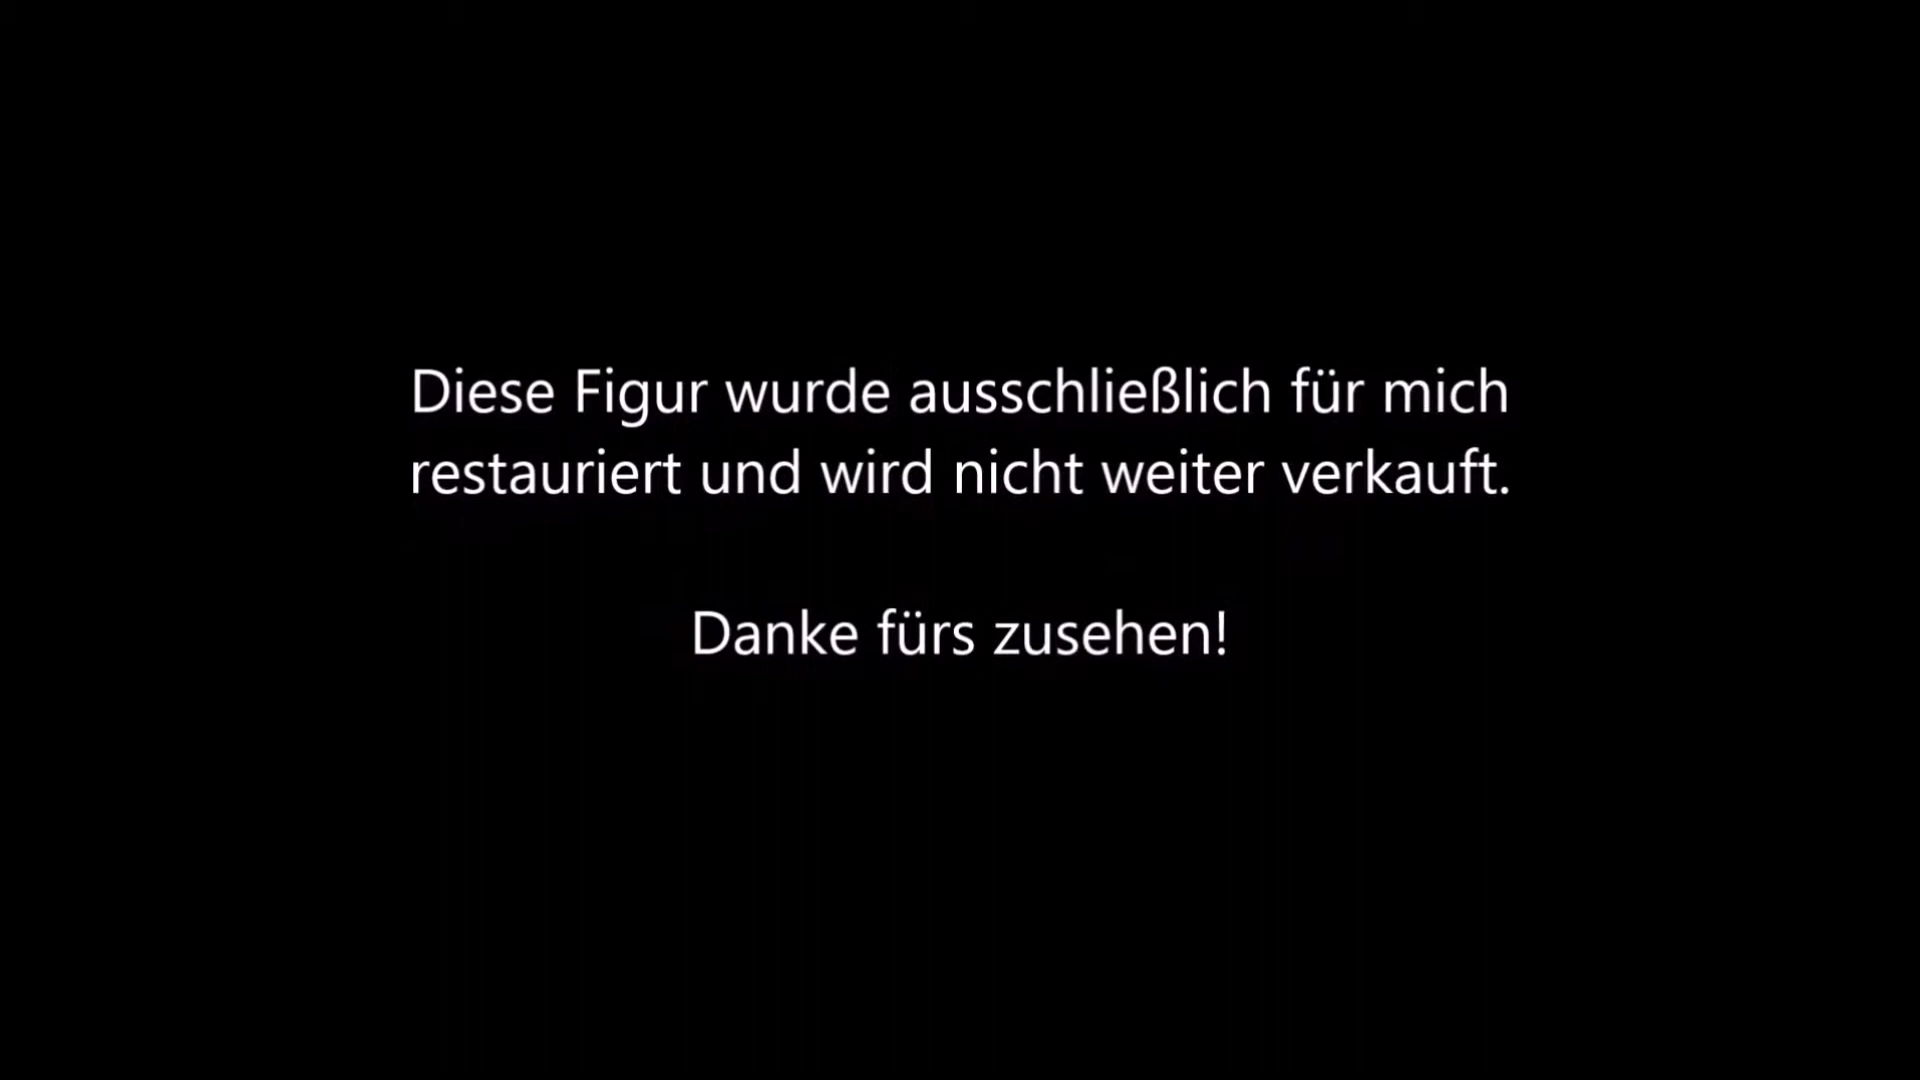 Diese Figur wurde ausschließlich für mich
restauriert und wird nicht weiter verkauft.
Danke fürs zusehen!